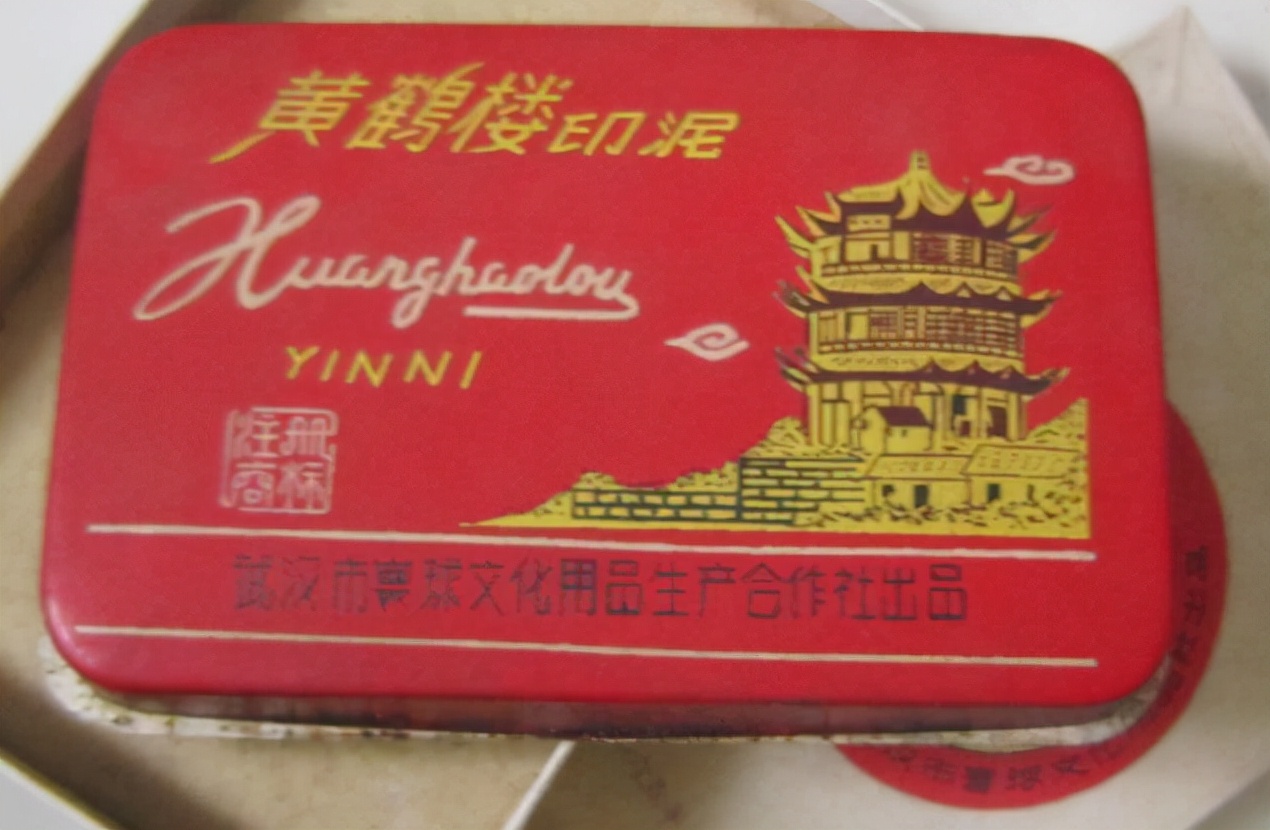 黄鹤楼印泥
Huanghaolou
YINNI
注册
商标
武汉市寰球文化用品生产合作社出品